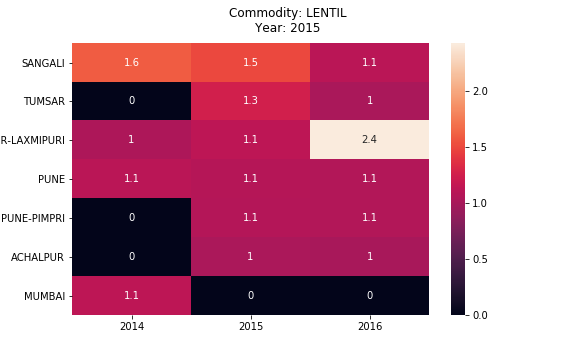 Commodity: LENTIL
Year: 2015
SANGALI 1.6 1.5 1.1
TUMSAR 0 1.3 1
R-LAXMIPURI 1 1.1 2.4
PUNE 1.1 1.1 1.1
PUNE-PIMPRI 0 1.1 1.1
ACHALPUR 0 1 1
MUMBAI 1.1 0 0
2014 2015 2016
2.0
1.5
1.0
0.5
0.0